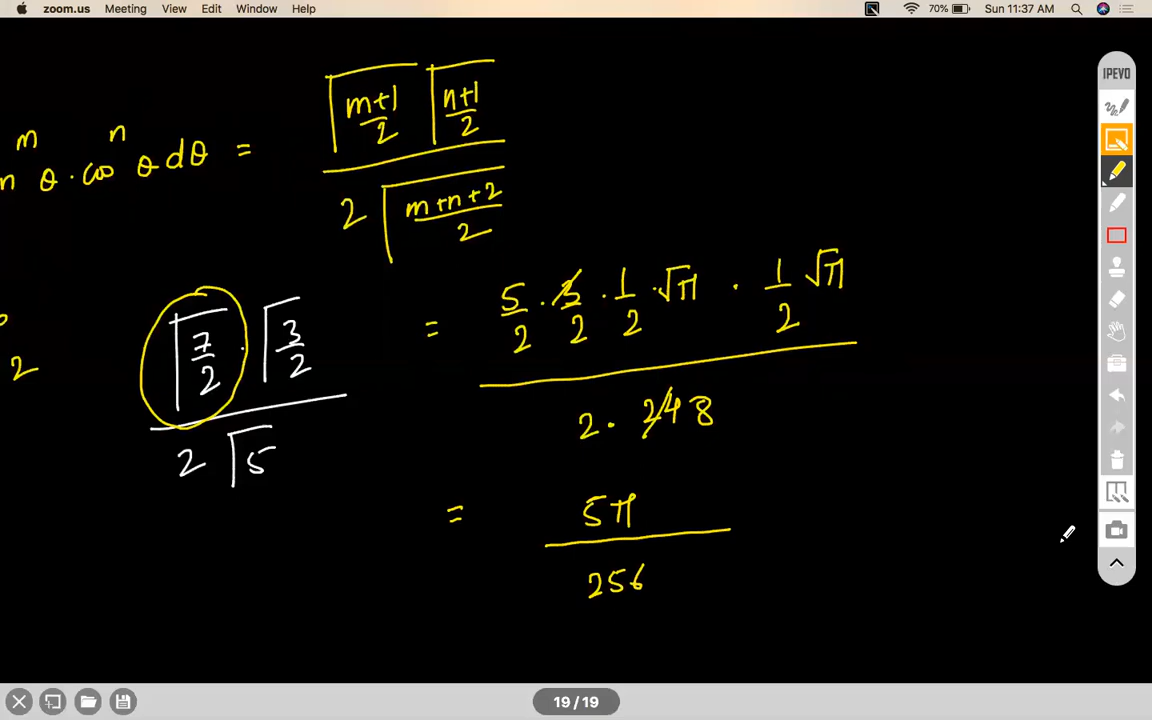 zoom.us Meeting View Edit Window Help 70% Sun 11:37 AM
IPEVO
n^m θ · cos^n θ dθ = Γ(m+1)/2 Γ(n+1)/2
2 Γ(m+n+2)/2
Γ7/2 · Γ3/2 = 5/2 · 3/2 · 1/2 · √π · 1/2 √π
2
2 Γ5 2 · 24 8
= 5π
256
19 / 19